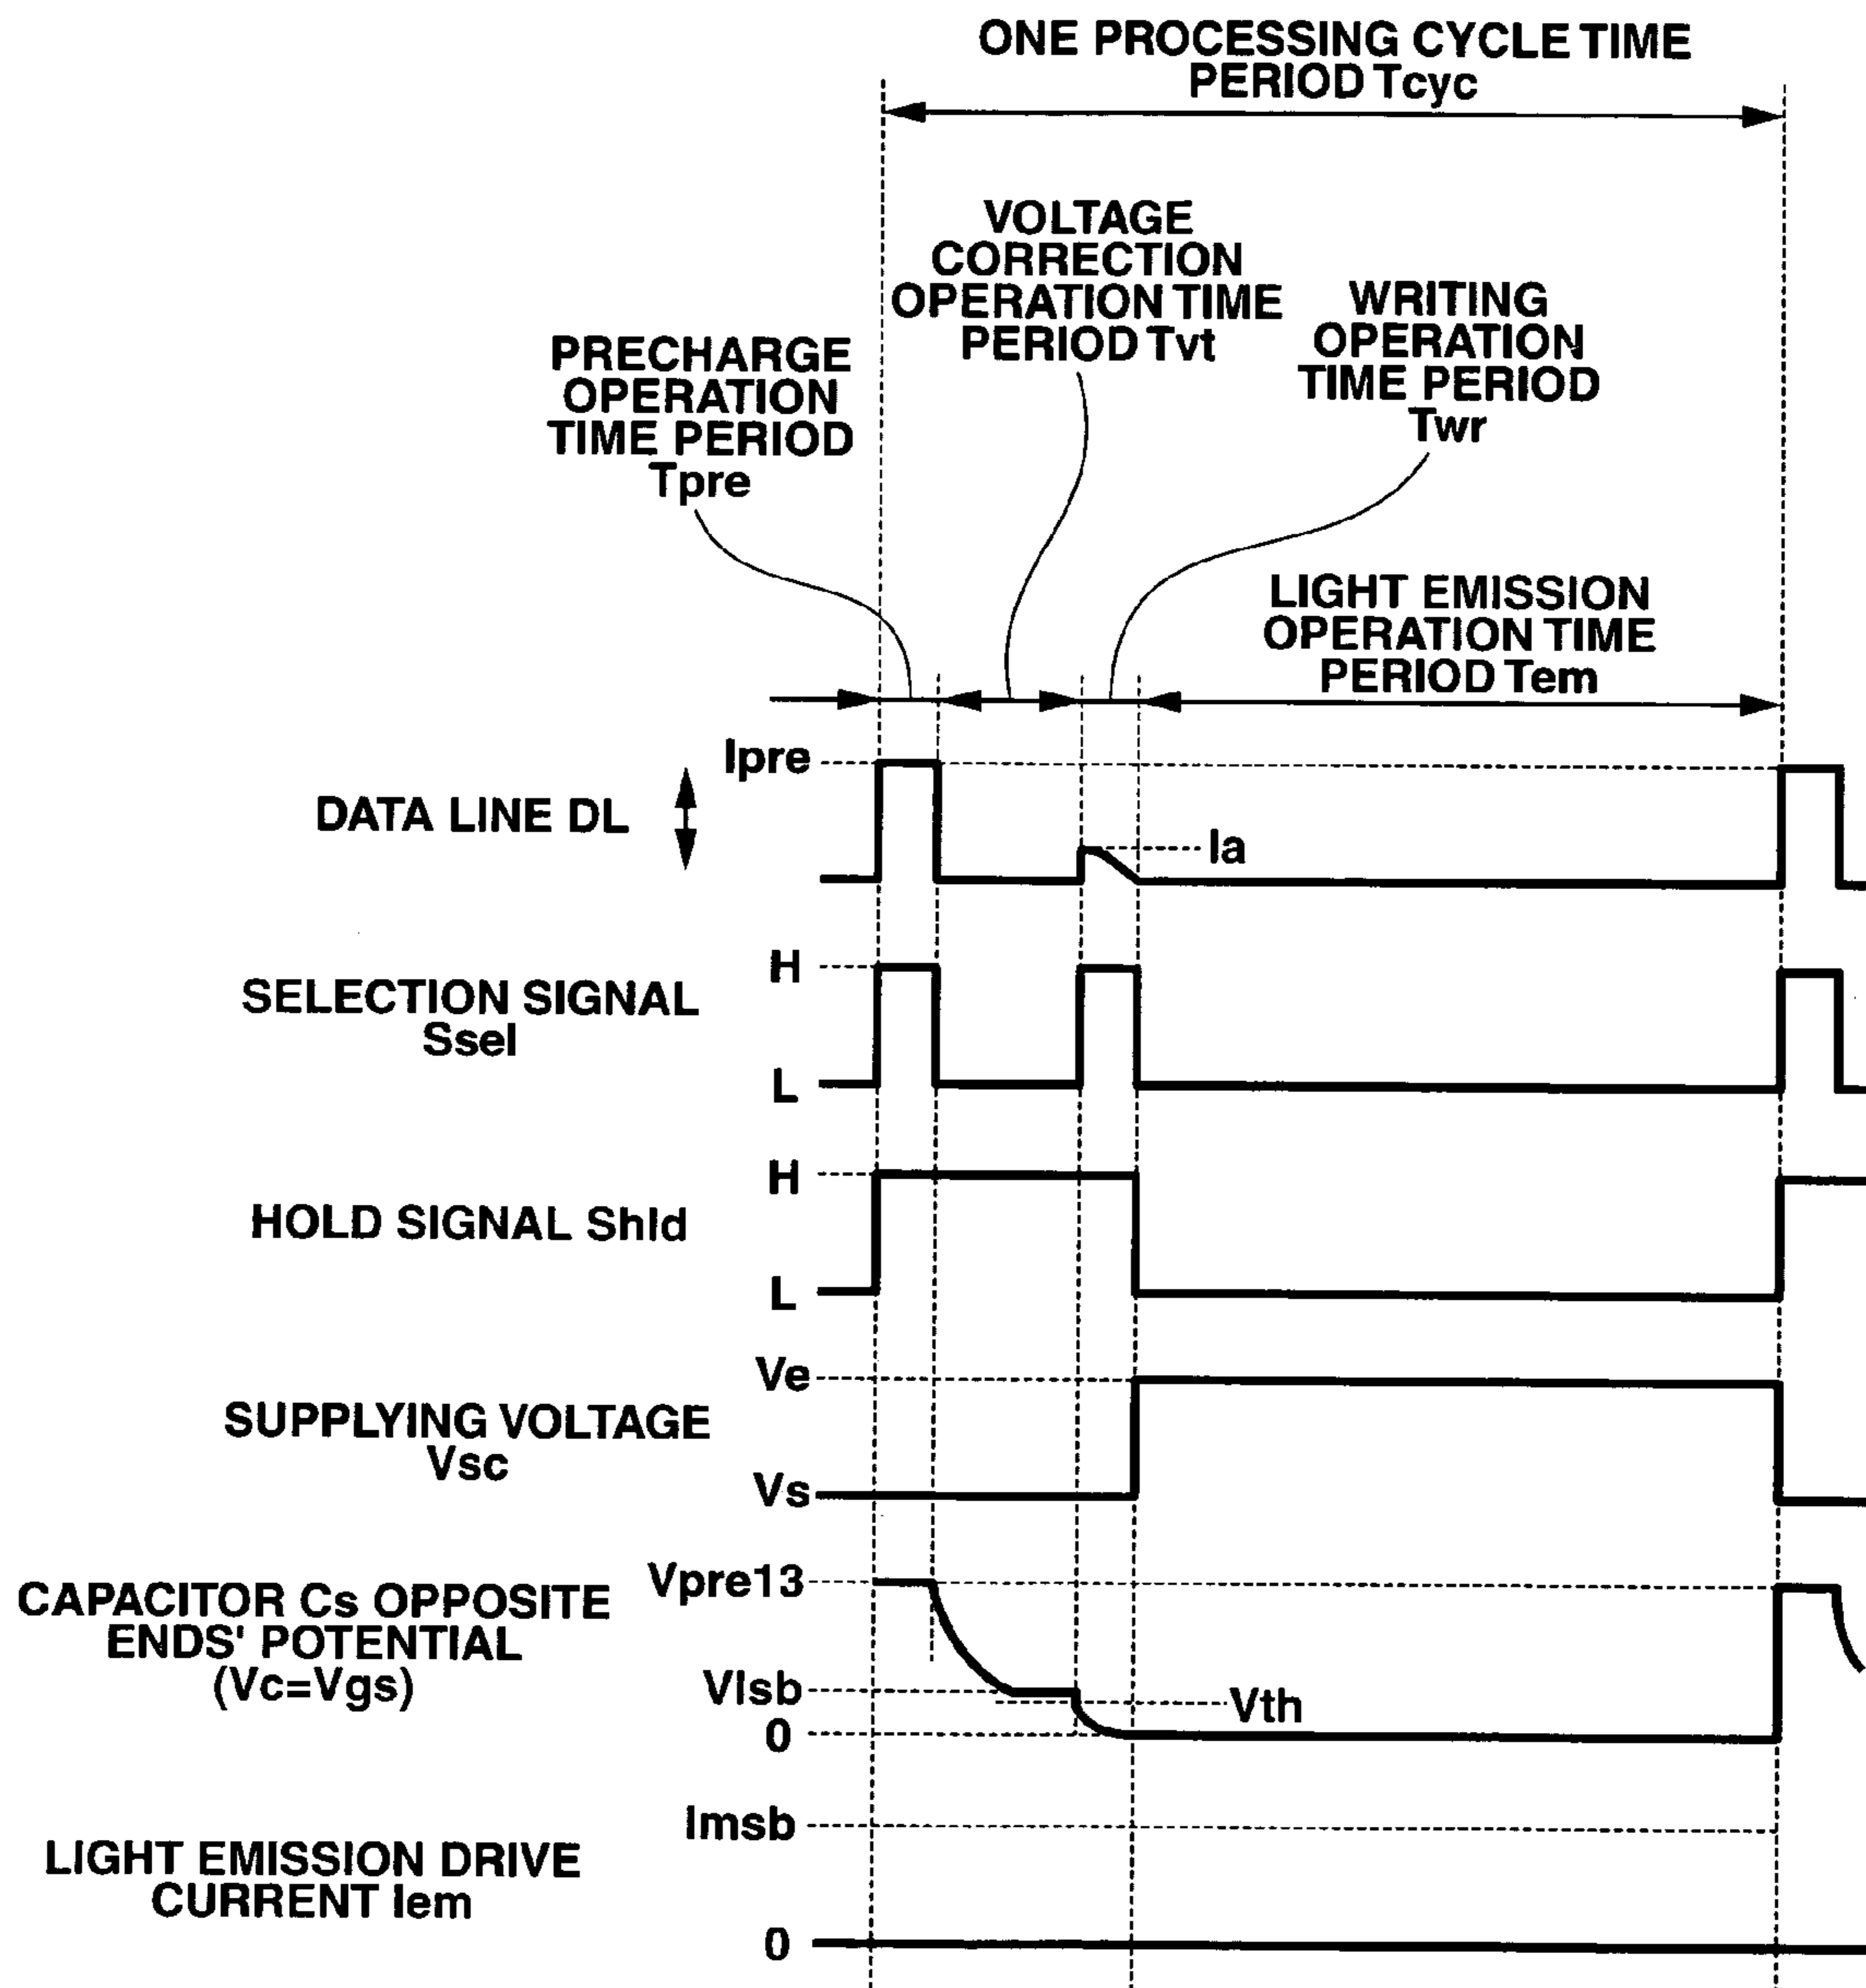 ONE PROCESSING CYCLE TIME
PERIOD Tcyc
VOLTAGE
CORRECTION
OPERATION TIME
PERIOD Tvt
WRITING
OPERATION
TIME PERIOD
Twr
PRECHARGE
OPERATION
TIME PERIOD
Tpre
LIGHT EMISSION
OPERATION TIME
PERIOD Tem
Ipre
DATA LINE DL
Ia
H
SELECTION SIGNAL
Ssel
L
H
HOLD SIGNAL Shld
L
Ve
SUPPLYING VOLTAGE
Vsc
Vs
Vpre13
CAPACITOR Cs OPPOSITE
ENDS' POTENTIAL
(Vc=Vgs)
Vlsb
Vth
0
Imsb
LIGHT EMISSION DRIVE
CURRENT Iem
0